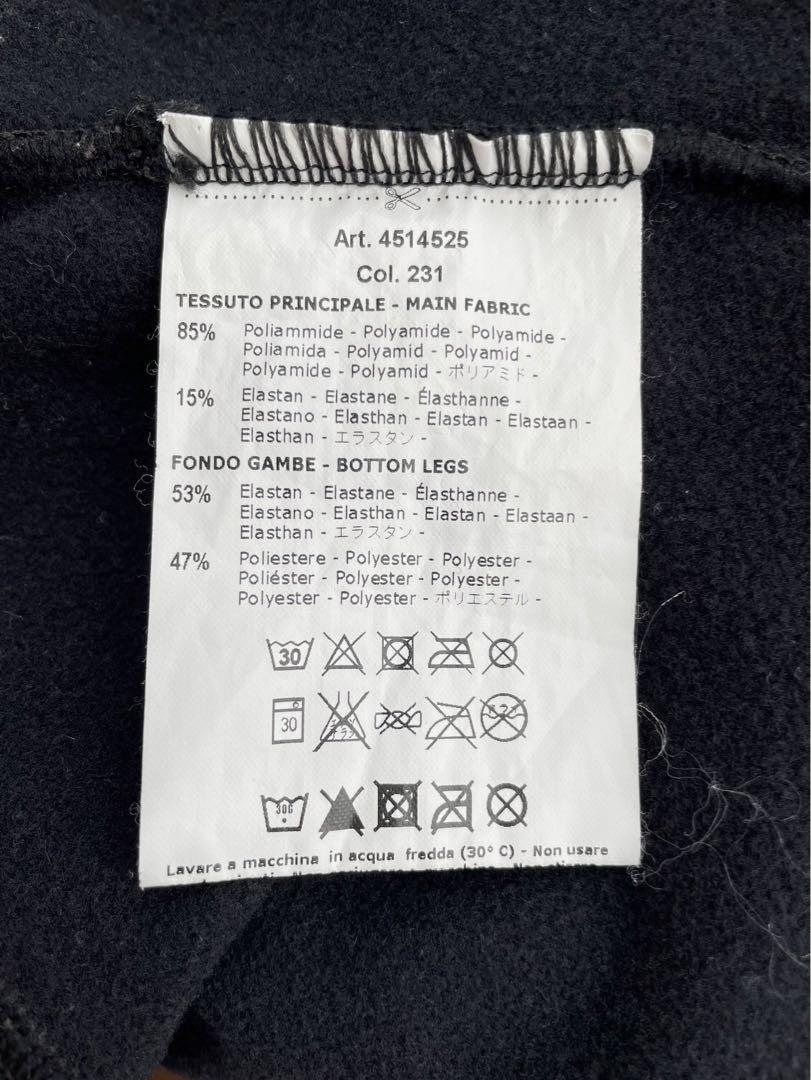 Art. 4514525
Col. 231
TESSUTO PRINCIPALE - MAIN FABRIC
85% Poliammide - Polyamide - Polyamide -
Poliamida - Polyamid - Polyamid -
Polyamide - Polyamid - ポリアミド -
15% Elastan - Elastane - Élasthanne -
Elastano - Elasthan - Elastan - Elastaan -
Elasthan - エラスタン -
FONDO GAMBE - BOTTOM LEGS
53% Elastan - Elastane - Élasthanne -
Elastano - Elasthan - Elastan - Elastaan -
Elasthan - エラスタン -
47% Poliestere - Polyester - Polyester -
Poliéster - Polyester - Polyester -
Polyester - Polyester - ポリエステル -
30
30
30C
Lavare a macchina in acqua fredda (30° C) - Non usare